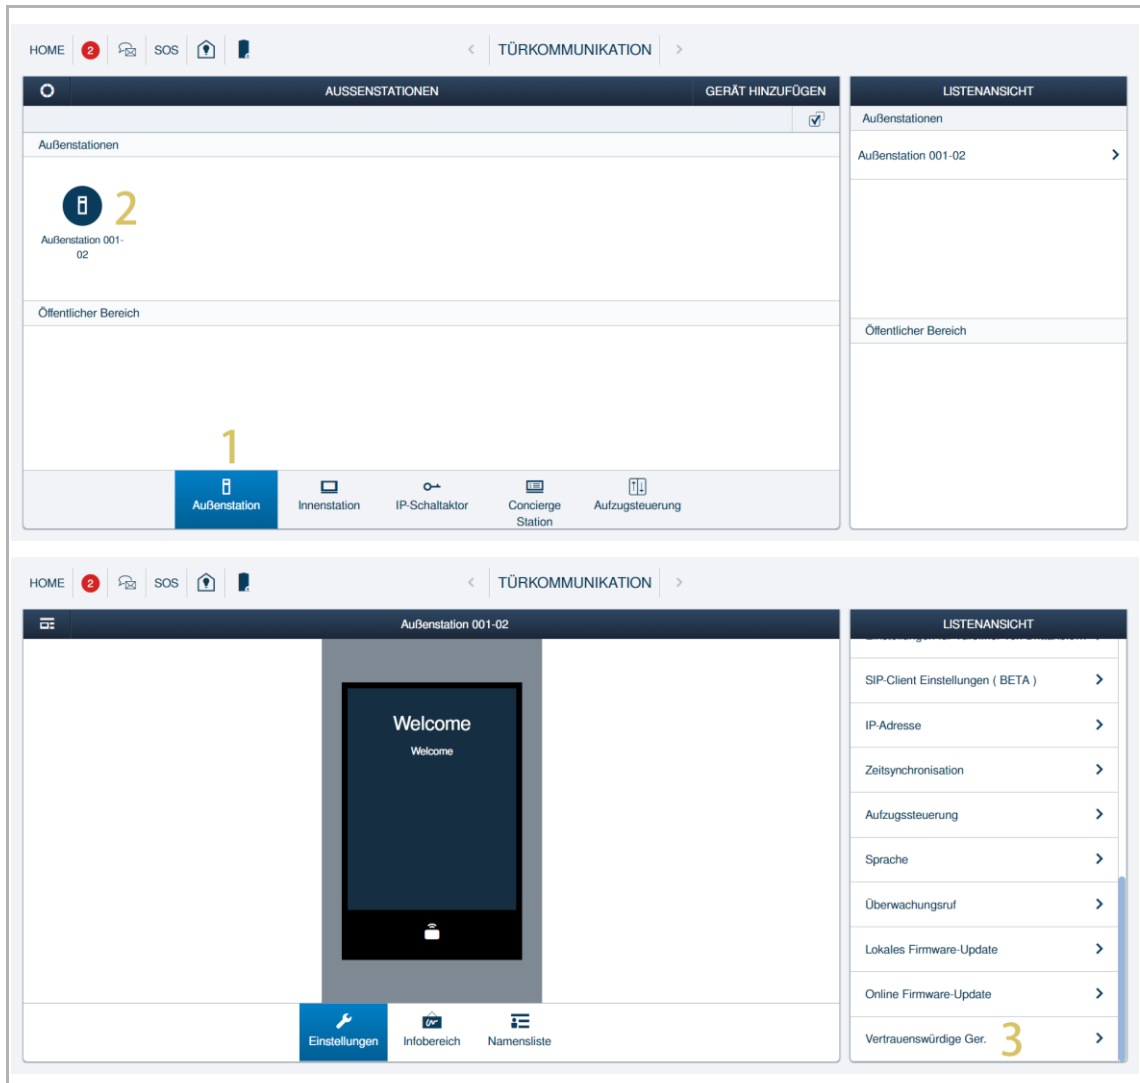 HOME 2 SOS < TÜRKOMMUNIKATION >
AUSSENSTATIONEN GERÄT HINZUFÜGEN
Außenstationen
2
Außenstation 001-
02
Öffentlicher Bereich
1
Außenstation Innenstation IP-Schaltaktor Concierge
Station Aufzugsteuerung
LISTENANSICHT
Außenstationen
Außenstation 001-02 >
Öffentlicher Bereich
HOME 2 SOS < TÜRKOMMUNIKATION >
Außenstation 001-02
Welcome
Welcome
Einstellungen Infobereich Namensliste
LISTENANSICHT
SIP-Client Einstellungen ( BETA ) >
IP-Adresse >
Zeitsynchronisation >
Aufzugssteuerung >
Sprache >
Überwachungsruf >
Lokales Firmware-Update >
Online Firmware-Update >
Vertrauenswürdige Ger. 3 >